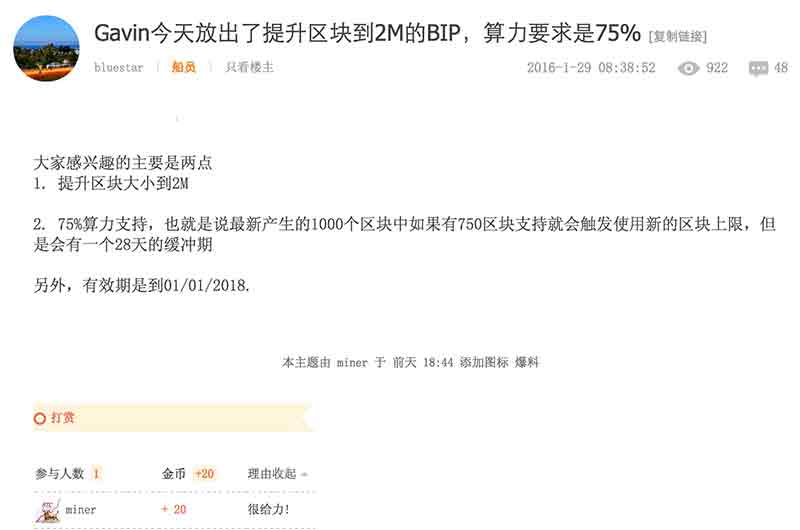 Gavin今天放出了提升区块到2M的BIP，算力要求是75% [复制链接]
bluestar | 船员 | 只看楼主 2016-1-29 08:38:52 922 48
大家感兴趣的主要是两点
1. 提升区块大小到2M
2. 75%算力支持，也就是说最新产生的1000个区块中如果有750区块支持就会触发使用新的区块上限，但
是会有一个28天的缓冲期
另外，有效期是到01/01/2018.
本主题由 miner 于 前天 18:44 添加图标 爆料
打赏
参与人数 1 金币 +20 理由收起
miner + 20 很给力！